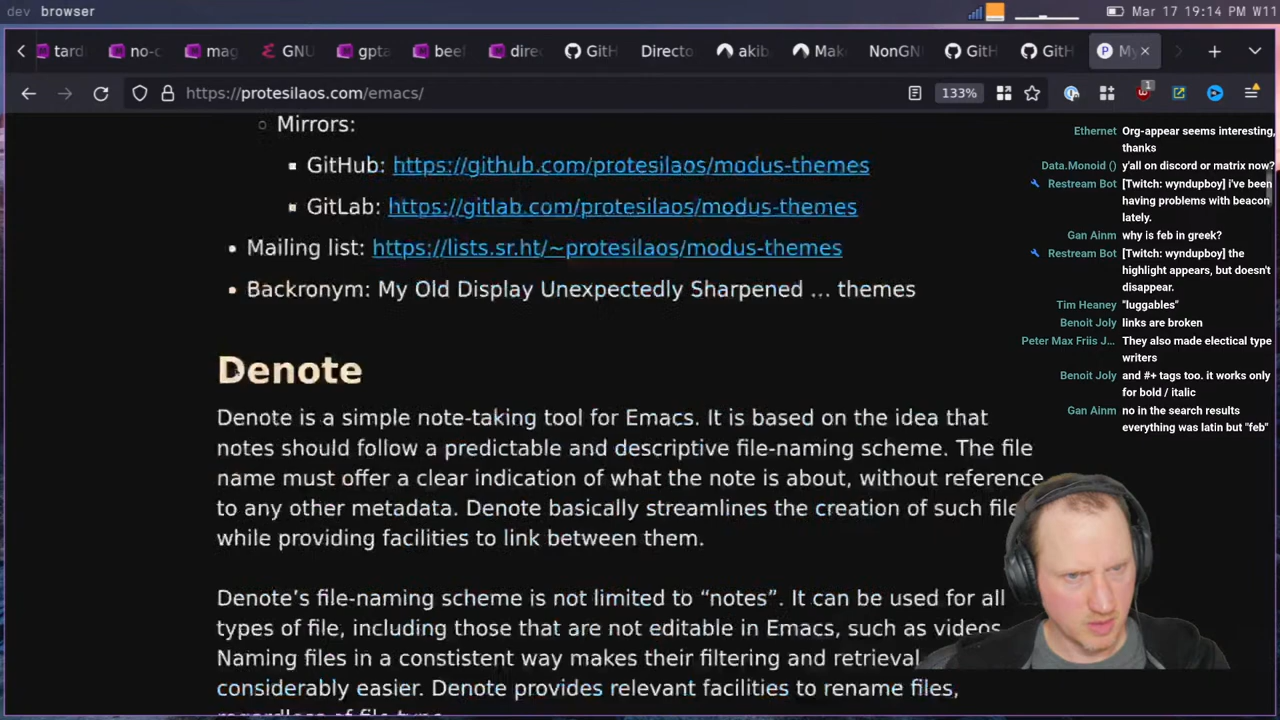 dev browser
Mar 17 19:14 PM W11
tard
no-c
mag
GNU
gpta
beef
direc
GitH
Directo
akib
Mak
NonGN
GitH
GitH
My
https://protesilaos.com/emacs/
133%
1
Mirrors:
GitHub: https://github.com/protesilaos/modus-themes
GitLab: https://gitlab.com/protesilaos/modus-themes
Mailing list: https://lists.sr.ht/~protesilaos/modus-themes
Backronym: My Old Display Unexpectedly Sharpened … themes
Denote
Denote is a simple note-taking tool for Emacs. It is based on the idea that
notes should follow a predictable and descriptive file-naming scheme. The file
name must offer a clear indication of what the note is about, without reference
to any other metadata. Denote basically streamlines the creation of such file
while providing facilities to link between them.
Denote’s file-naming scheme is not limited to “notes”. It can be used for all
types of file, including those that are not editable in Emacs, such as videos.
Naming files in a constistent way makes their filtering and retrieval
considerably easier. Denote provides relevant facilities to rename files,
regardless of file type.
Ethernet Org-appear seems interesting,
thanks
Data.Monoid () y'all on discord or matrix now?
Restream Bot [Twitch: wyndupboy] i've been
having problems with beacon
lately.
Gan Ainm why is feb in greek?
Restream Bot [Twitch: wyndupboy] the
highlight appears, but doesn't
disappear.
Tim Heaney "luggables"
Benoit Joly links are broken
Peter Max Friis J... They also made electical type
writers
Benoit Joly and #+ tags too. it works only
for bold / italic
Gan Ainm no in the search results
everything was latin but "feb"